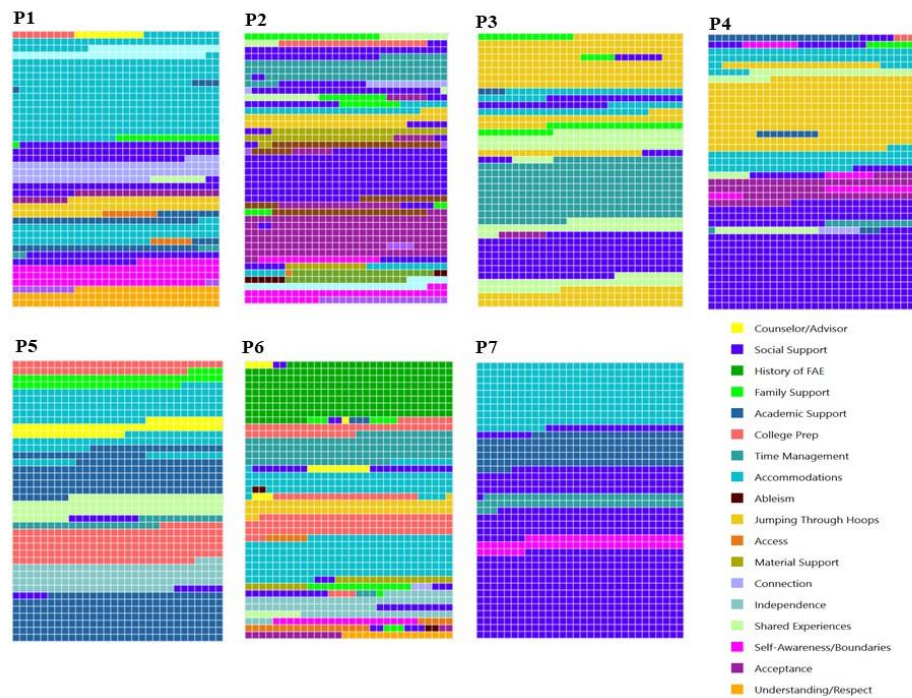 P1
P2
P3
P4
P5
P6
P7
Counselor/Advisor
Social Support
History of FAE
Family Support
Academic Support
College Prep
Time Management
Accommodations
Ableism
Jumping Through Hoops
Access
Material Support
Connection
Independence
Shared Experiences
Self-Awareness/Boundaries
Acceptance
Understanding/Respect